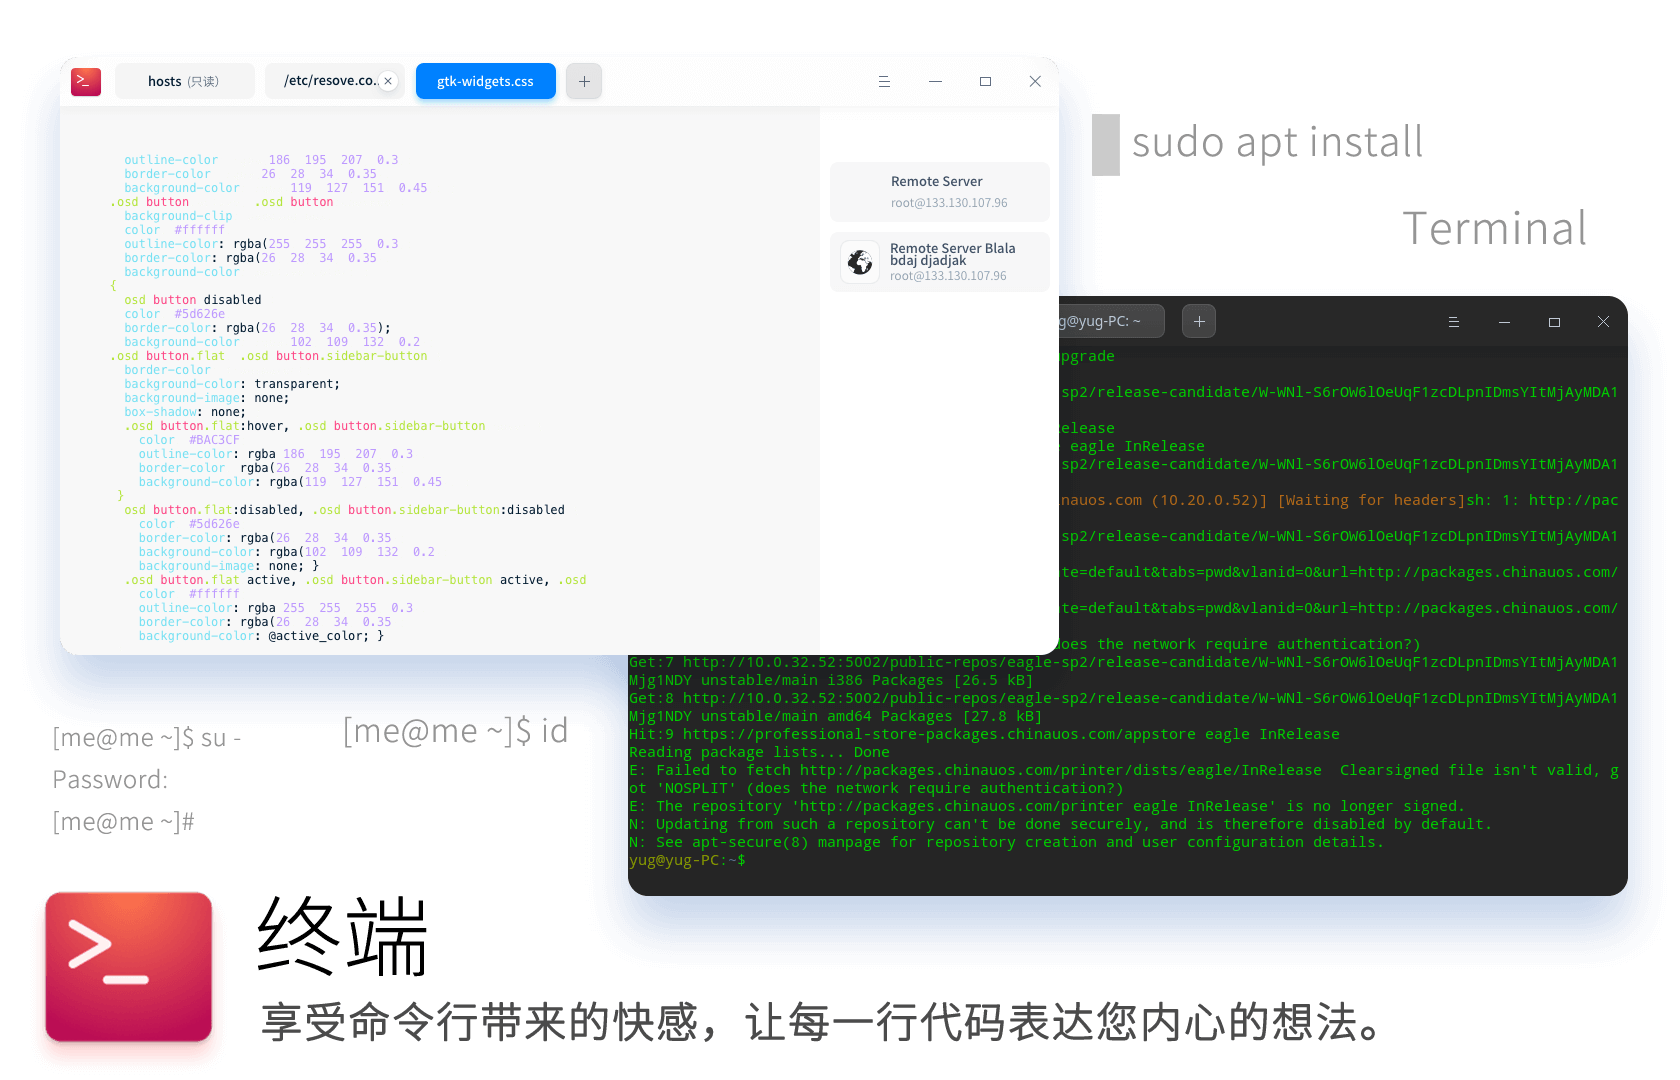 hosts (只读)
/etc/resove.co..
gtk-widgets.css
outline-color 186 195 207 0.3
border-color 26 28 34 0.35
background-color 119 127 151 0.45
.osd button .osd button
background-clip
color #ffffff
outline-color: rgba(255 255 255 0.3
border-color: rgba(26 28 34 0.35
background-color
{
osd button disabled
color #5d626e
border-color: rgba(26 28 34 0.35);
background-color 102 109 132 0.2
.osd button.flat .osd button.sidebar-button
border-color
background-color: transparent;
background-image: none;
box-shadow: none;
.osd button.flat:hover, .osd button.sidebar-button
color #BAC3CF
outline-color: rgba 186 195 207 0.3
border-color rgba(26 28 34 0.35
background-color: rgba(119 127 151 0.45
}
osd button.flat:disabled, .osd button.sidebar-button:disabled
color #5d626e
border-color: rgba(26 28 34 0.35
background-color: rgba(102 109 132 0.2
background-image: none; }
.osd button.flat active, .osd button.sidebar-button active, .osd
color #ffffff
outline-color: rgba 255 255 255 0.3
border-color: rgba(26 28 34 0.35
background-color: @active_color; }
Remote Server
root@133.130.107.96
Remote Server Blala
bdaj djadjak
root@133.130.107.96
sudo apt install
Terminal
g@yug-PC: ~
pgrade
sp2/release-candidate/W-WNl-S6rOW6lOeUqF1zcDLpnIDmsYItMjAyMDA1
elease
eagle InRelease
sp2/release-candidate/W-WNl-S6rOW6lOeUqF1zcDLpnIDmsYItMjAyMDA1
inauos.com (10.20.0.52)] [Waiting for headers]sh: 1: http://pac
sp2/release-candidate/W-WNl-S6rOW6lOeUqF1zcDLpnIDmsYItMjAyMDA1
te=default&tabs=pwd&vlanid=0&url=http://packages.chinauos.com/
te=default&tabs=pwd&vlanid=0&url=http://packages.chinauos.com/
does the network require authentication?)
Get:7 http://10.0.32.52:5002/public-repos/eagle-sp2/release-candidate/W-WNl-S6rOW6lOeUqF1zcDLpnIDmsYItMjAyMDA1
Mjg1NDY unstable/main i386 Packages [26.5 kB]
Get:8 http://10.0.32.52:5002/public-repos/eagle-sp2/release-candidate/W-WNl-S6rOW6lOeUqF1zcDLpnIDmsYItMjAyMDA1
Mjg1NDY unstable/main amd64 Packages [27.8 kB]
Hit:9 https://professional-store-packages.chinauos.com/appstore eagle InRelease
Reading package lists... Done
E: Failed to fetch http://packages.chinauos.com/printer/dists/eagle/InRelease  Clearsigned file isn't valid, g
ot 'NOSPLIT' (does the network require authentication?)
E: The repository 'http://packages.chinauos.com/printer eagle InRelease' is no longer signed.
N: Updating from such a repository can't be done securely, and is therefore disabled by default.
N: See apt-secure(8) manpage for repository creation and user configuration details.
yug@yug-PC:~$
[me@me ~]$ su -
Password:
[me@me ~]#
[me@me ~]$ id
终端
享受命令行带来的快感，让每一行代码表达您内心的想法。